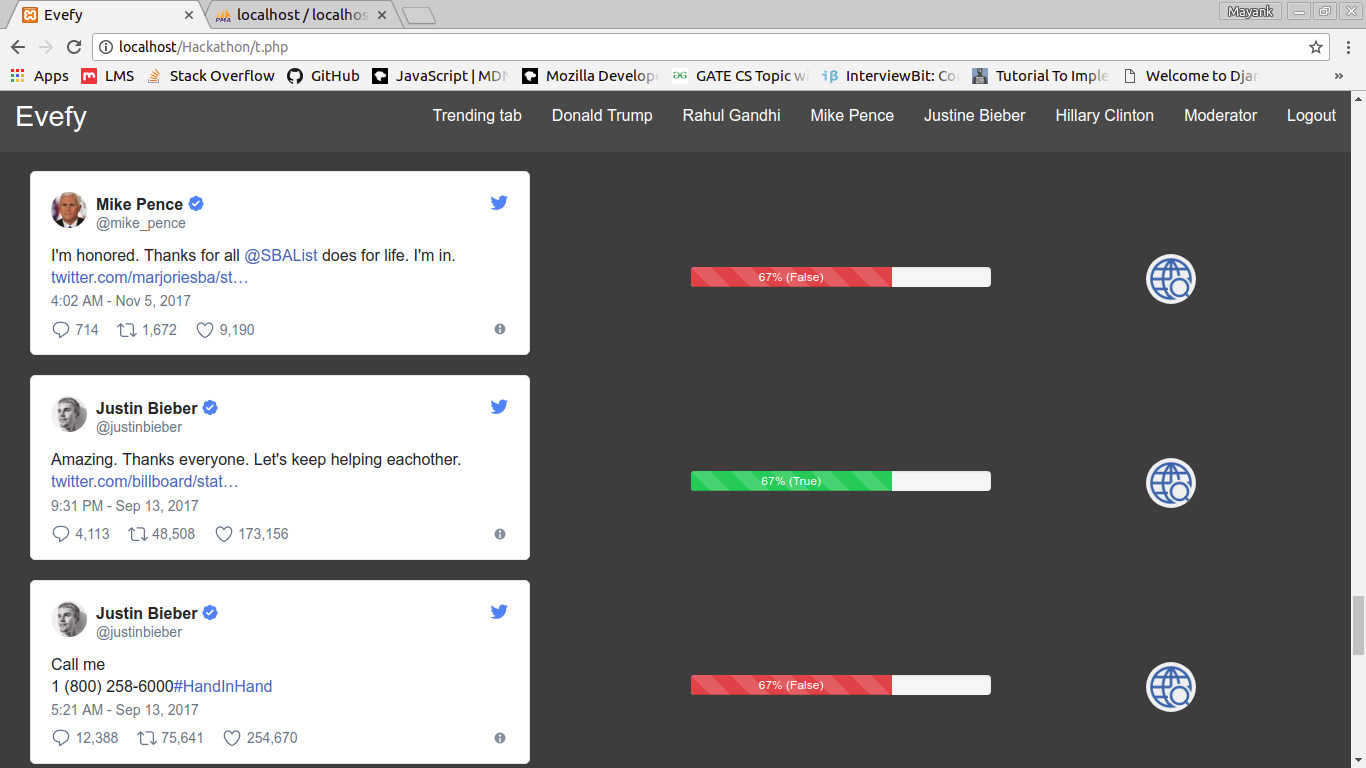 Evefy
localhost / localhos
Mayank
localhost/Hackathon/t.php
Apps LMS Stack Overflow GitHub JavaScript | MDN Mozilla Develope GATE CS Topic wi InterviewBit: Co Tutorial To Imple Welcome to Djan »
Evefy Trending tab Donald Trump Rahul Gandhi Mike Pence Justine Bieber Hillary Clinton Moderator Logout
Mike Pence
@mike_pence
I'm honored. Thanks for all @SBAList does for life. I'm in.
twitter.com/marjoriesba/st…
4:02 AM - Nov 5, 2017
714 1,672 9,190
67% (False)
Justin Bieber
@justinbieber
Amazing. Thanks everyone. Let's keep helping eachother.
twitter.com/billboard/stat…
9:31 PM - Sep 13, 2017
4,113 48,508 173,156
67% (True)
Justin Bieber
@justinbieber
Call me
1 (800) 258-6000#HandInHand
5:21 AM - Sep 13, 2017
12,388 75,641 254,670
67% (False)